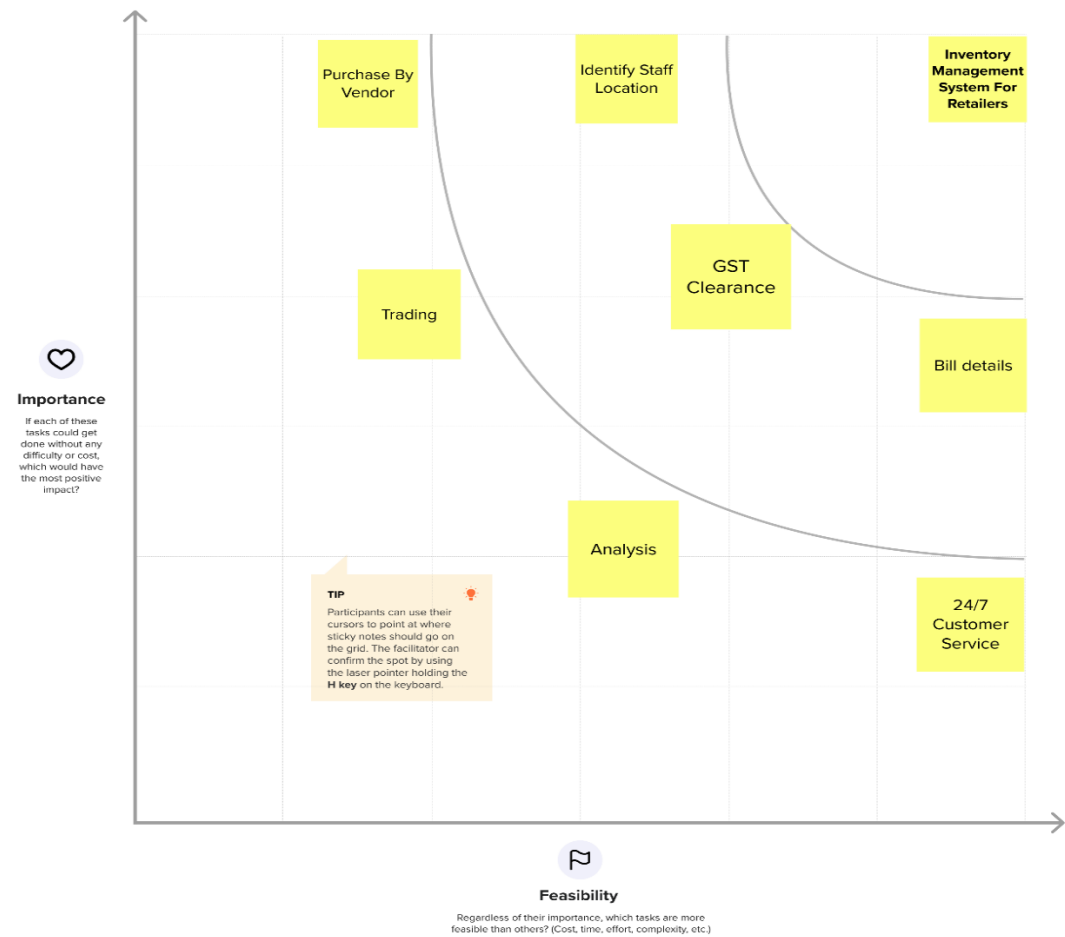 Purchase By
Vendor
Identify Staff
Location
Inventory
Management
System For
Retailers
GST
Clearance
Trading
Bill details
Importance
If each of these
tasks could get
done without any
difficulty or cost,
which would have
the most positive
impact?
Analysis
TIP
Participants can use their
cursors to point at where
sticky notes should go on
the grid. The facilitator can
confirm the spot by using
the laser pointer holding the
H key on the keyboard.
24/7
Customer
Service
Feasibility
Regardless of their importance, which tasks are more
feasible than others? (Cost, time, effort, complexity, etc.)